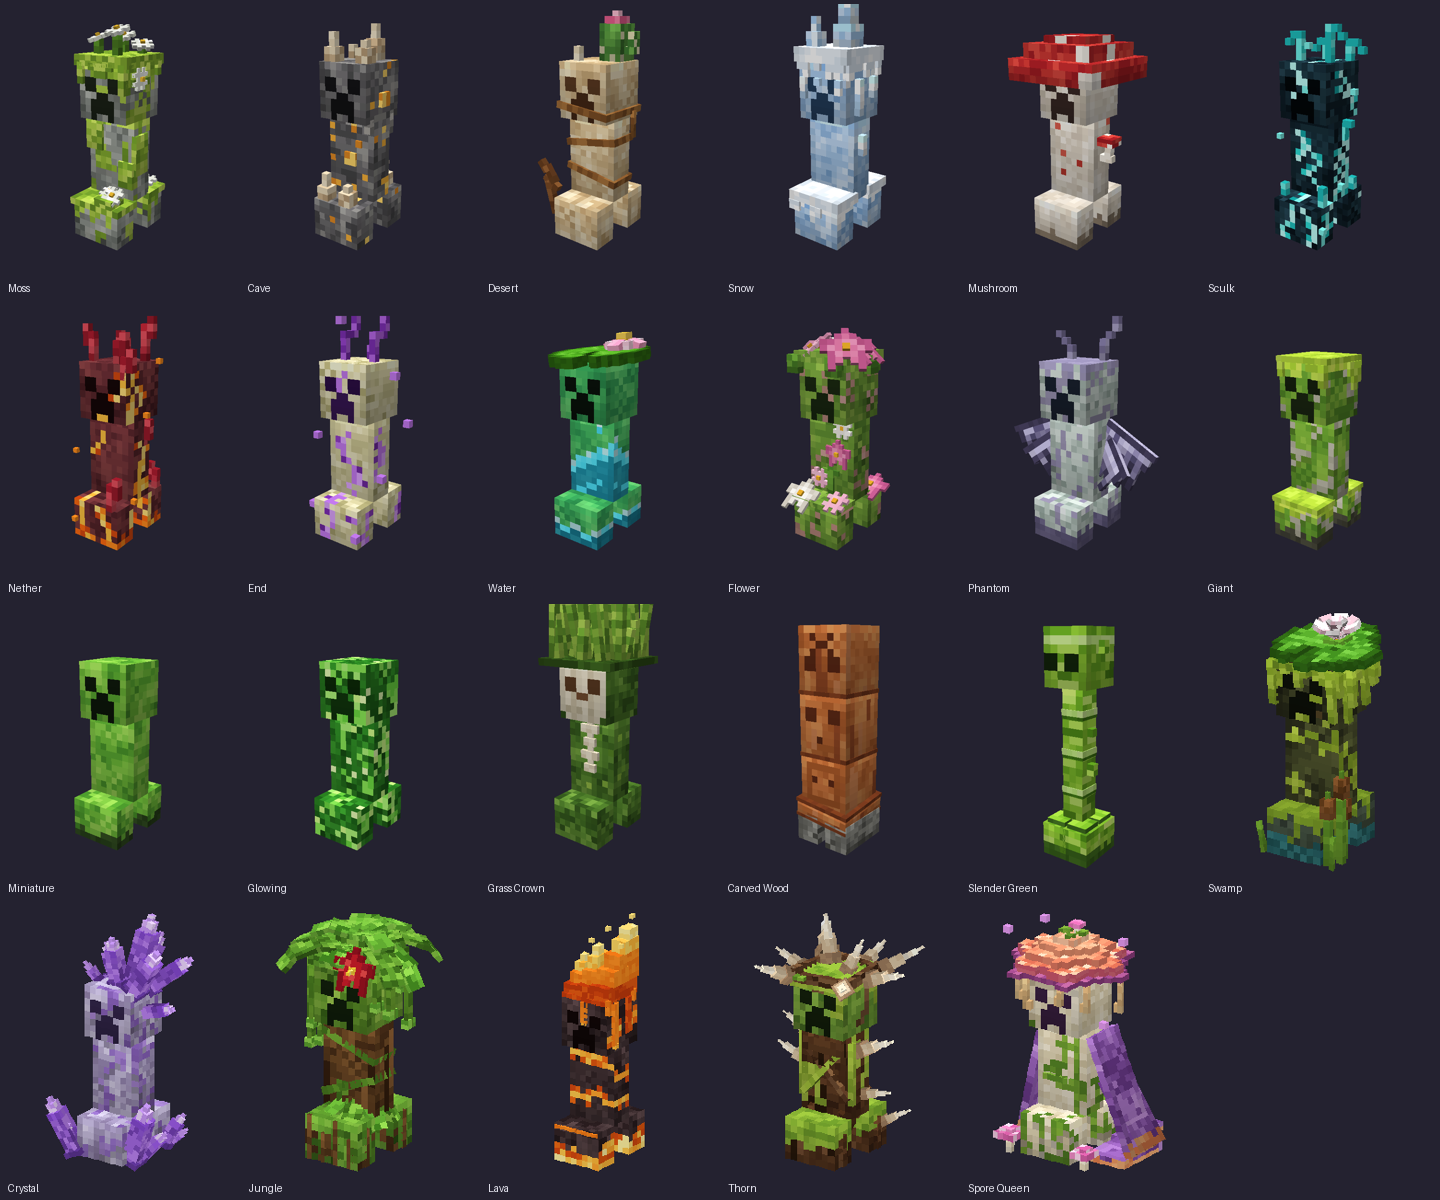 Moss
Cave
Desert
Snow
Mushroom
Sculk
Nether
End
Water
Flower
Phantom
Giant
Miniature
Glowing
Grass Crown
Carved Wood
Slender Green
Swamp
Crystal
Jungle
Lava
Thorn
Spore Queen